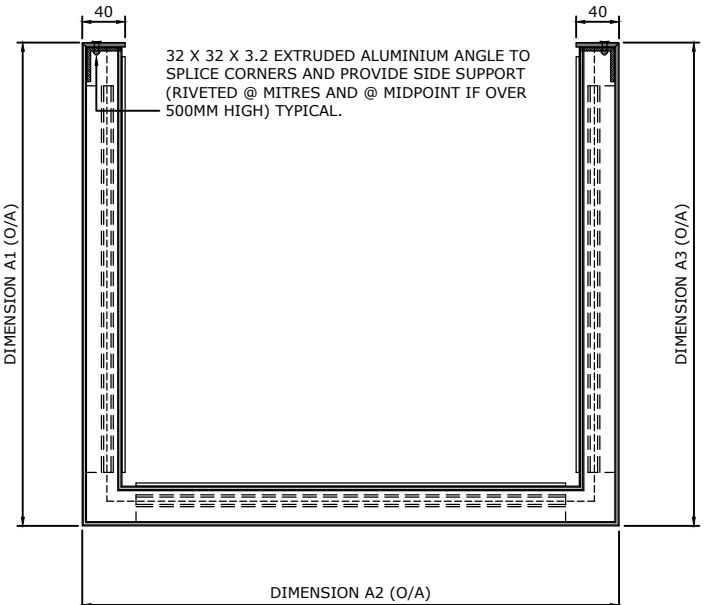 40
40
32 X 32 X 3.2 EXTRUDED ALUMINIUM ANGLE TO
SPLICE CORNERS AND PROVIDE SIDE SUPPORT
(RIVETED @ MITRES AND @ MIDPOINT IF OVER
500MM HIGH) TYPICAL.
DIMENSION A1 (O/A)
DIMENSION A3 (O/A)
DIMENSION A2 (O/A)